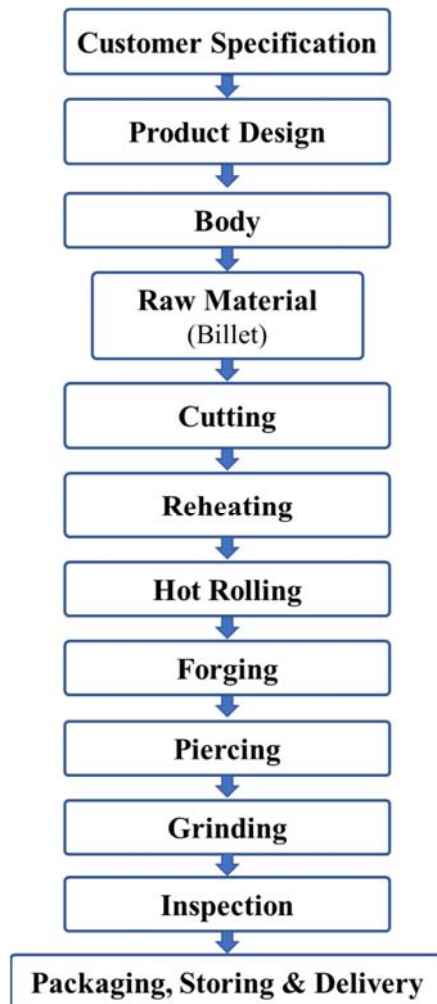 Customer Specification
Product Design
Body
Raw Material
(Billet)
Cutting
Reheating
Hot Rolling
Forging
Piercing
Grinding
Inspection
Packaging, Storing & Delivery